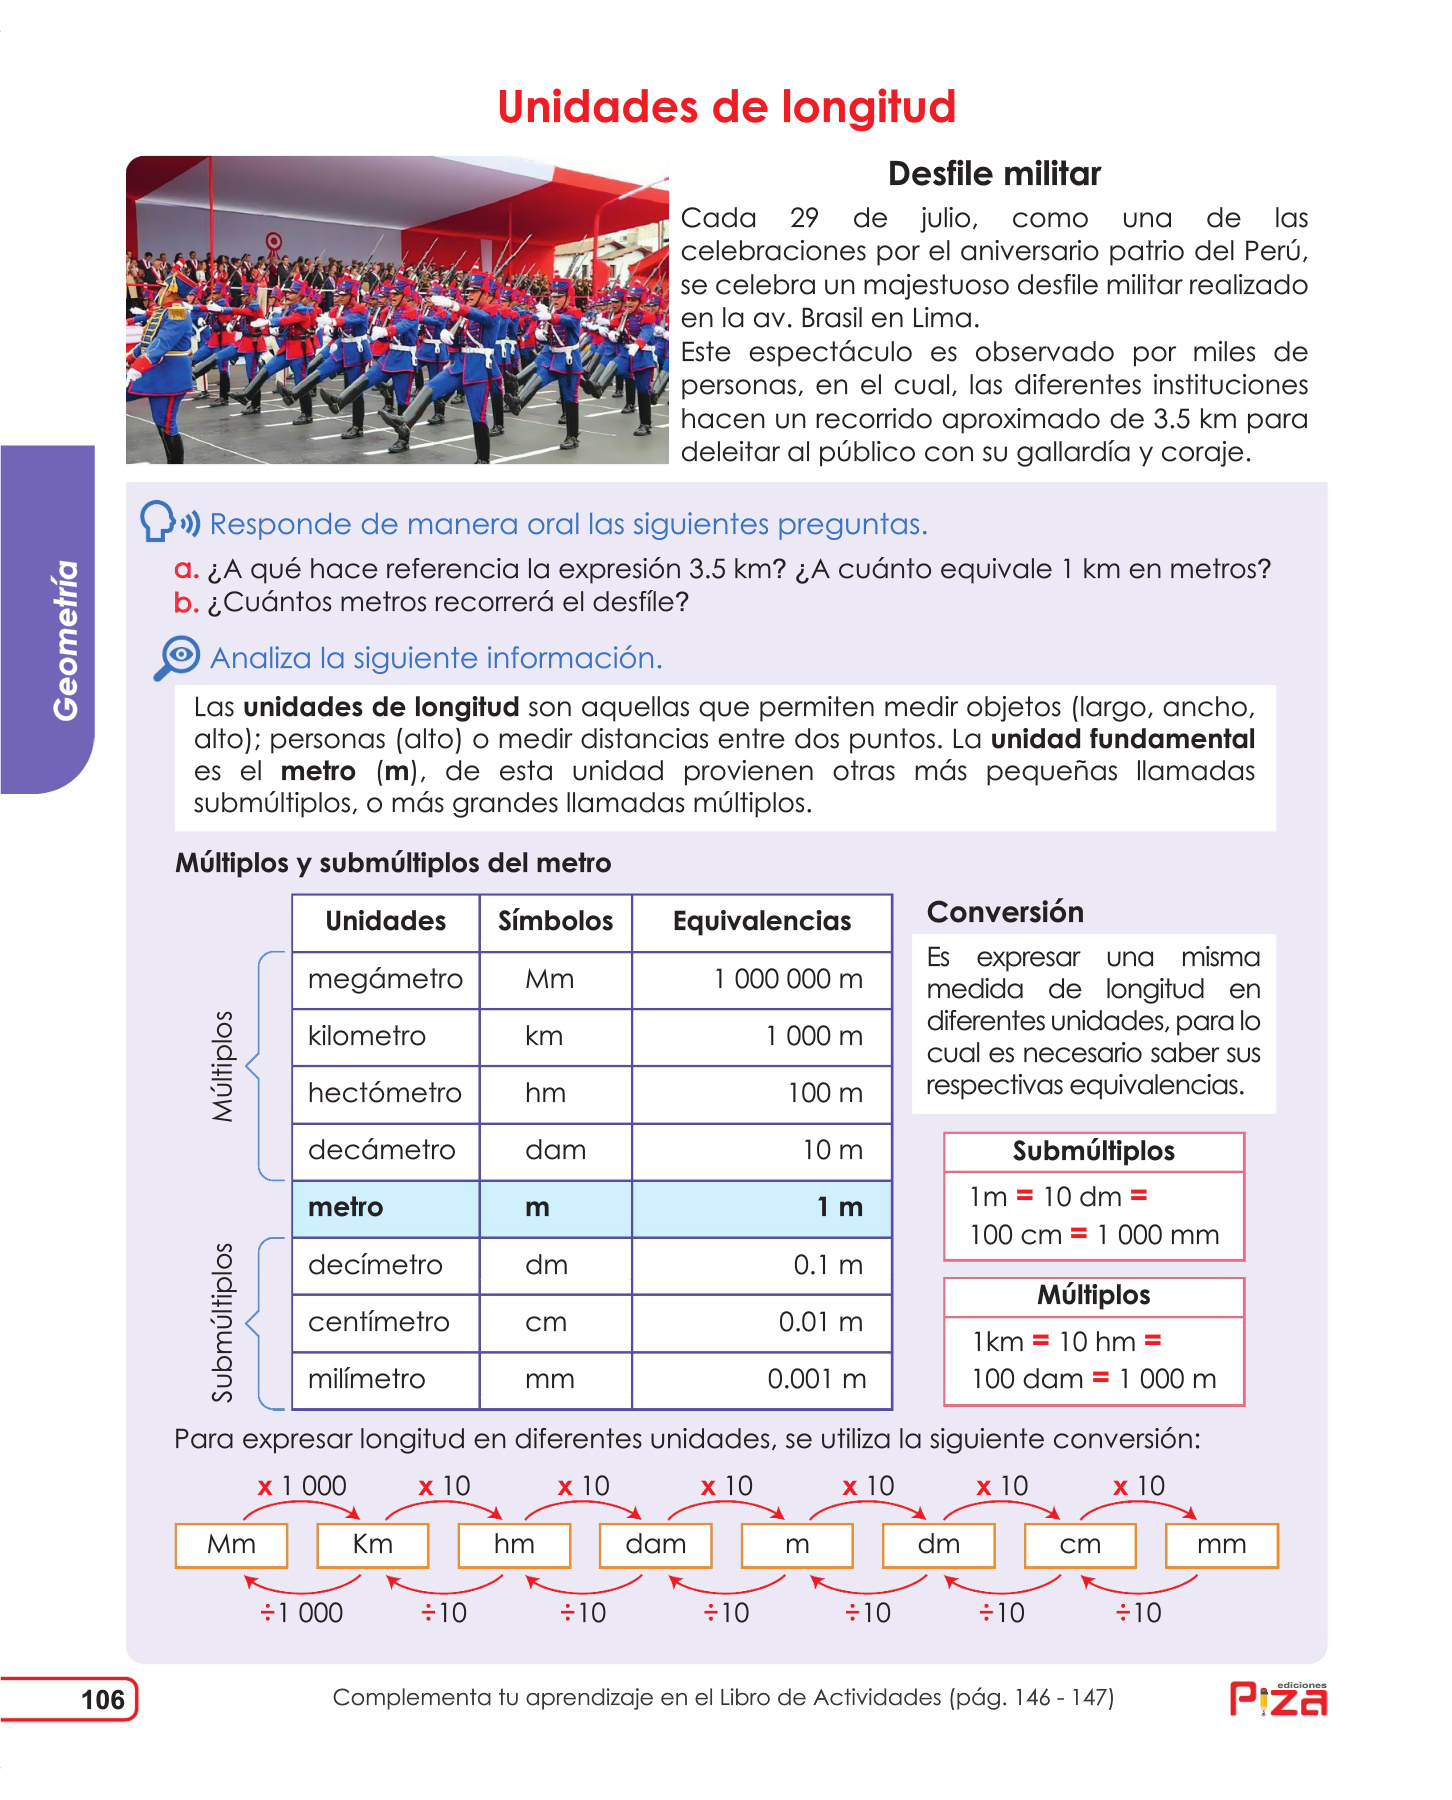 Unidades de longitud
Desfile militar
Cada 29 de julio, como una de las
celebraciones por el aniversario patrio del Perú,
se celebra un majestuoso desfile militar realizado
en la av. Brasil en Lima.
Este espectáculo es observado por miles de
personas, en el cual, las diferentes instituciones
hacen un recorrido aproximado de 3.5 km para
deleitar al público con su gallardía y coraje.
Geometría
Responde de manera oral las siguientes preguntas.
a. ¿A qué hace referencia la expresión 3.5 km? ¿A cuánto equivale 1 km en metros?
b. ¿Cuántos metros recorrerá el desfíle?
Analiza la siguiente información.
Las unidades de longitud son aquellas que permiten medir objetos (largo, ancho,
alto); personas (alto) o medir distancias entre dos puntos. La unidad fundamental
es el metro (m), de esta unidad provienen otras más pequeñas llamadas
submúltiplos, o más grandes llamadas múltiplos.
Múltiplos y submúltiplos del metro
Unidades Símbolos Equivalencias
Múltiplos
megámetro Mm 1 000 000 m
kilometro km 1 000 m
hectómetro hm 100 m
decámetro dam 10 m
metro m 1 m
Submúltiplos
decímetro dm 0.1 m
centímetro cm 0.01 m
milímetro mm 0.001 m
Conversión
Es expresar una misma
medida de longitud en
diferentes unidades, para lo
cual es necesario saber sus
respectivas equivalencias.
Submúltiplos
1m = 10 dm =
100 cm = 1 000 mm
Múltiplos
1km = 10 hm =
100 dam = 1 000 m
Para expresar longitud en diferentes unidades, se utiliza la siguiente conversión:
x 1 000 x 10 x 10 x 10 x 10 x 10 x 10
Mm Km hm dam m dm cm mm
÷1 000 ÷10 ÷10 ÷10 ÷10 ÷10 ÷10
106
Complementa tu aprendizaje en el Libro de Actividades (pág. 146 - 147)
ediciones
Piza